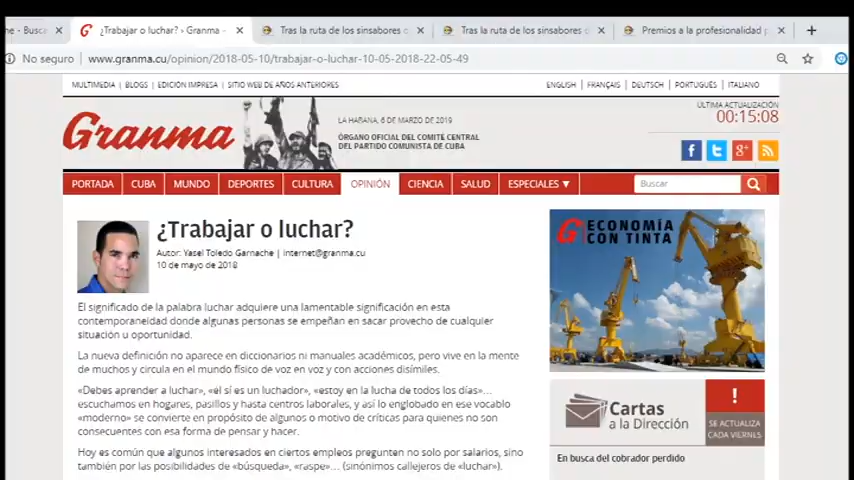 ne - Busca
¿Trabajar o luchar? › Granma -
Tras la ruta de los sinsabores d
Tras la ruta de los sinsabores de
Premios a la profesionalidad p
No seguro
www.granma.cu/opinion/2018-05-10/trabajar-o-luchar-10-05-2018-22-05-49
MULTIMEDIA | BLOGS | EDICIÓN IMPRESA | SITIO WEB DE AÑOS ANTERIORES
ENGLISH | FRANÇAIS | DEUTSCH | PORTUGUÊS | ITALIANO
Granma
LA HABANA, 6 DE MARZO DE 2019
ÓRGANO OFICIAL DEL COMITÉ CENTRAL
DEL PARTIDO COMUNISTA DE CUBA
ÚLTIMA ACTUALIZACIÓN
00:15:08
PORTADA CUBA MUNDO DEPORTES CULTURA OPINIÓN CIENCIA SALUD ESPECIALES ▼
Buscar
¿Trabajar o luchar?
Autor: Yasel Toledo Garnache | internet@granma.cu
10 de mayo de 2018
El significado de la palabra luchar adquiere una lamentable significación en esta
contemporaneidad donde algunas personas se empeñan en sacar provecho de cualquier
situación u oportunidad.
La nueva definición no aparece en diccionarios ni manuales académicos, pero vive en la mente
de muchos y circula en el mundo físico de voz en voz y con acciones disímiles.
«Debes aprender a luchar», «él sí es un luchador», «estoy en la lucha de todos los días»...
escuchamos en hogares, pasillos y hasta centros laborales, y así lo englobado en ese vocablo
«moderno» se convierte en propósito de algunos o motivo de críticas para quienes no son
consecuentes con esa forma de pensar y hacer.
Hoy es común que algunos interesados en ciertos empleos pregunten no solo por salarios, sino
también por las posibilidades de «búsqueda», «raspe»... (sinónimos callejeros de «luchar»).
G ECONOMÍA
CON TINTA
Cartas
a la Dirección
!
SE ACTUALIZA
CADA VIERNES
En busca del cobrador perdido